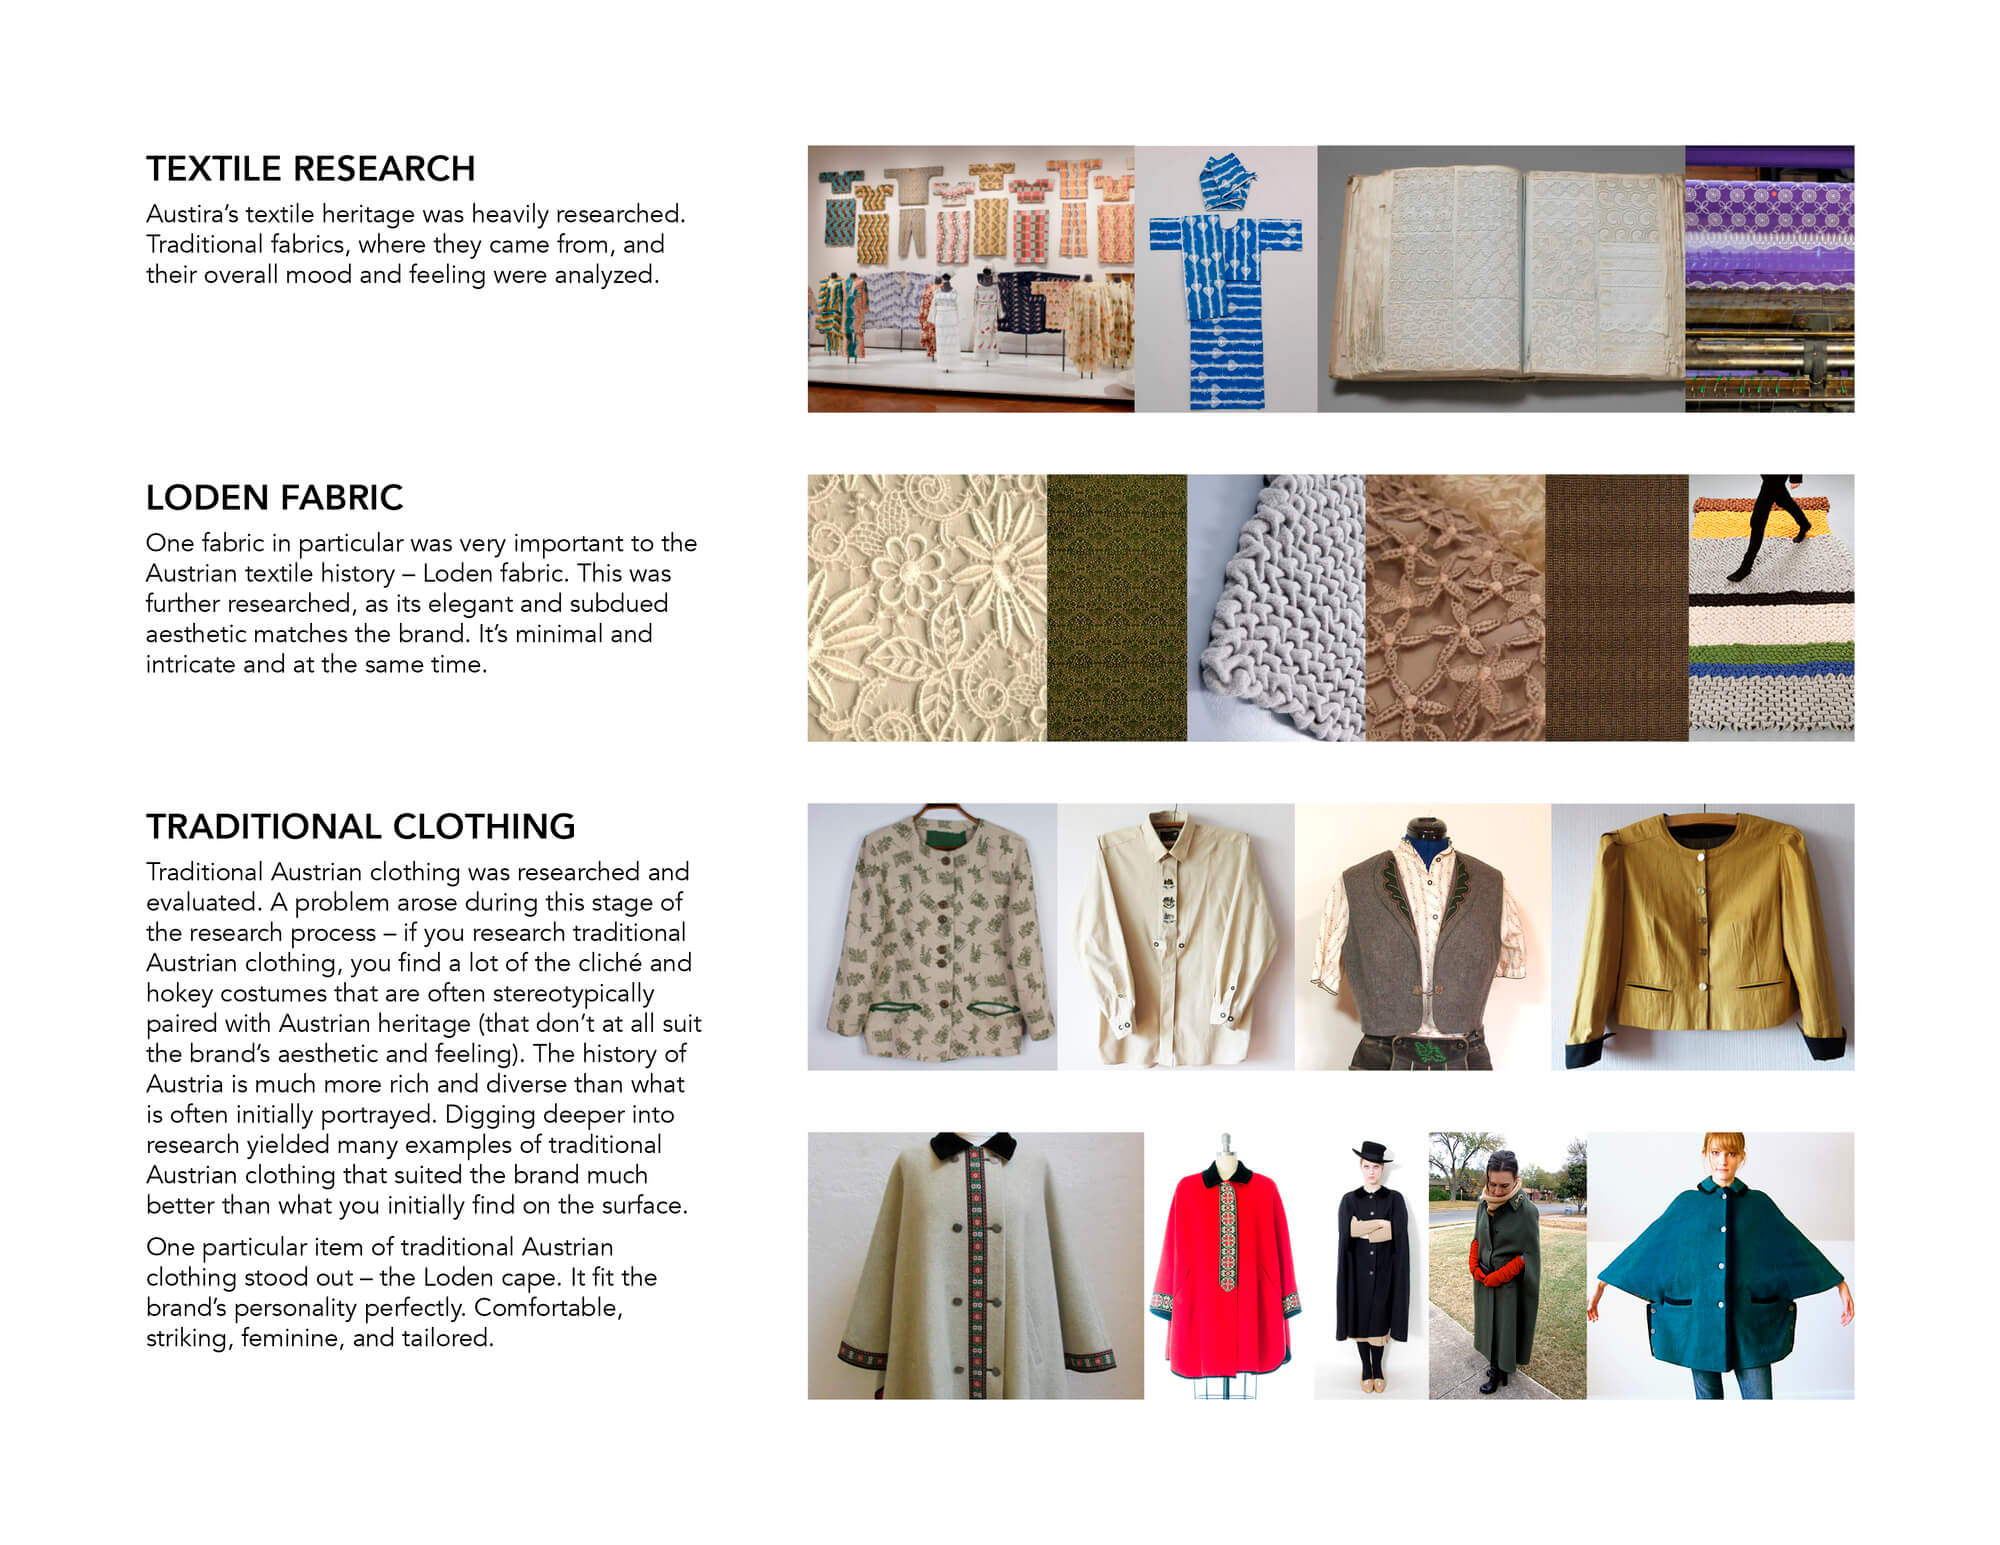 TEXTILE RESEARCH
Austira’s textile heritage was heavily researched.
Traditional fabrics, where they came from, and
their overall mood and feeling were analyzed.
LODEN FABRIC
One fabric in particular was very important to the
Austrian textile history – Loden fabric. This was
further researched, as its elegant and subdued
aesthetic matches the brand. It’s minimal and
intricate and at the same time.
TRADITIONAL CLOTHING
Traditional Austrian clothing was researched and
evaluated. A problem arose during this stage of
the research process – if you research traditional
Austrian clothing, you find a lot of the cliché and
hokey costumes that are often stereotypically
paired with Austrian heritage (that don’t at all suit
the brand’s aesthetic and feeling). The history of
Austria is much more rich and diverse than what
is often initially portrayed. Digging deeper into
research yielded many examples of traditional
Austrian clothing that suited the brand much
better than what you initially find on the surface.
One particular item of traditional Austrian
clothing stood out – the Loden cape. It fit the
brand’s personality perfectly. Comfortable,
striking, feminine, and tailored.